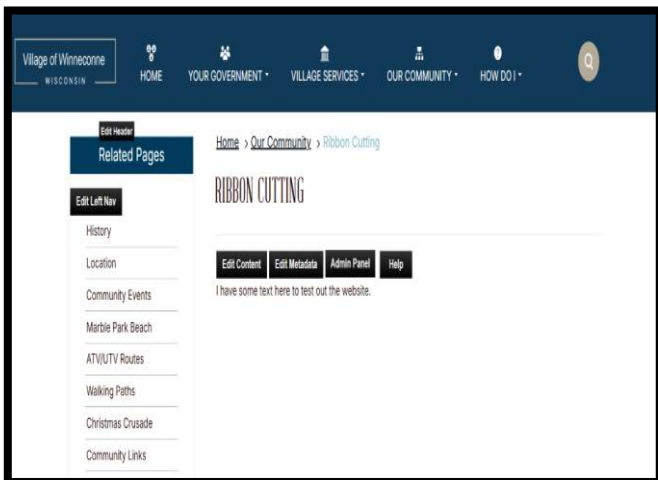 Village of Winneconne
WISCONSIN
HOME
YOUR GOVERNMENT
VILLAGE SERVICES
OUR COMMUNITY
HOW DO I
Edit Header
Related Pages
Edit Left Nav
History
Location
Community Events
Marble Park Beach
ATV/UTV Routes
Walking Paths
Christmas Crusade
Community Links
Home > Our Community > Ribbon Cutting
RIBBON CUTTING
Edit Content Edit Metadata Admin Panel Help
I have some text here to test out the website.